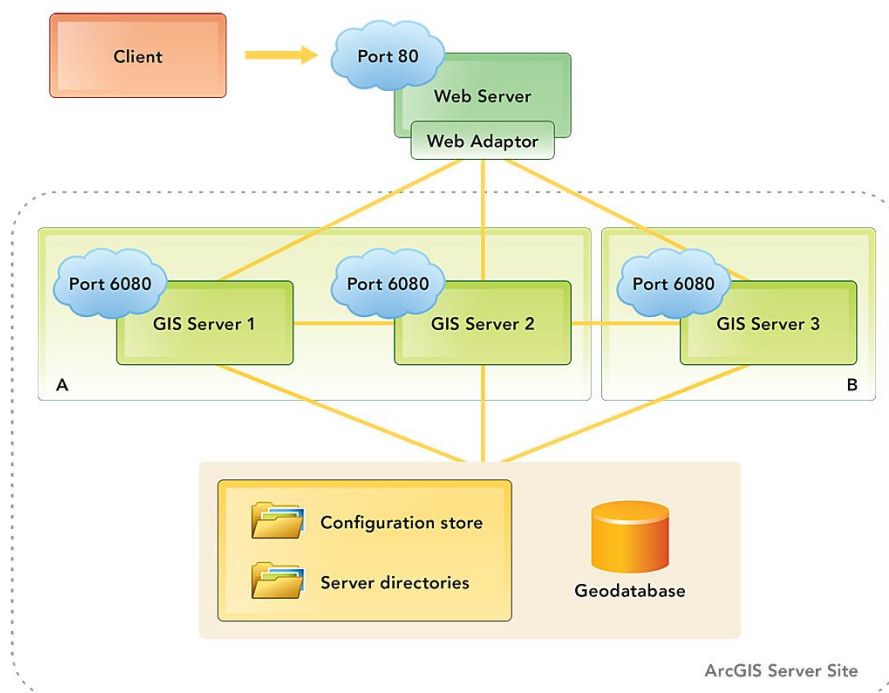 Client
Port 80
Web Server
Web Adaptor
Port 6080
GIS Server 1
Port 6080
GIS Server 2
Port 6080
GIS Server 3
A
B
Configuration store
Server directories
Geodatabase
ArcGIS Server Site